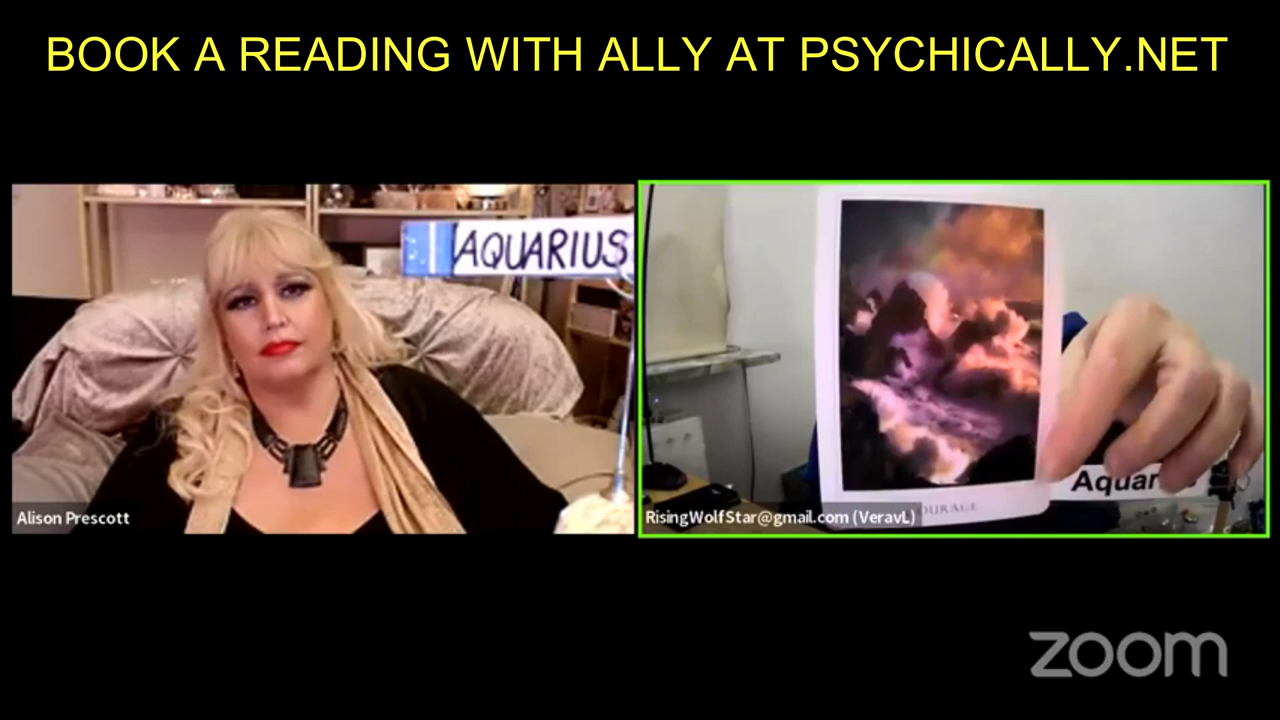 BOOK A READING WITH ALLY AT PSYCHICALLY.NET
AQUARIUS
Alison Prescott
RisingWolfStar@gmail.com (VeravL)
zoom